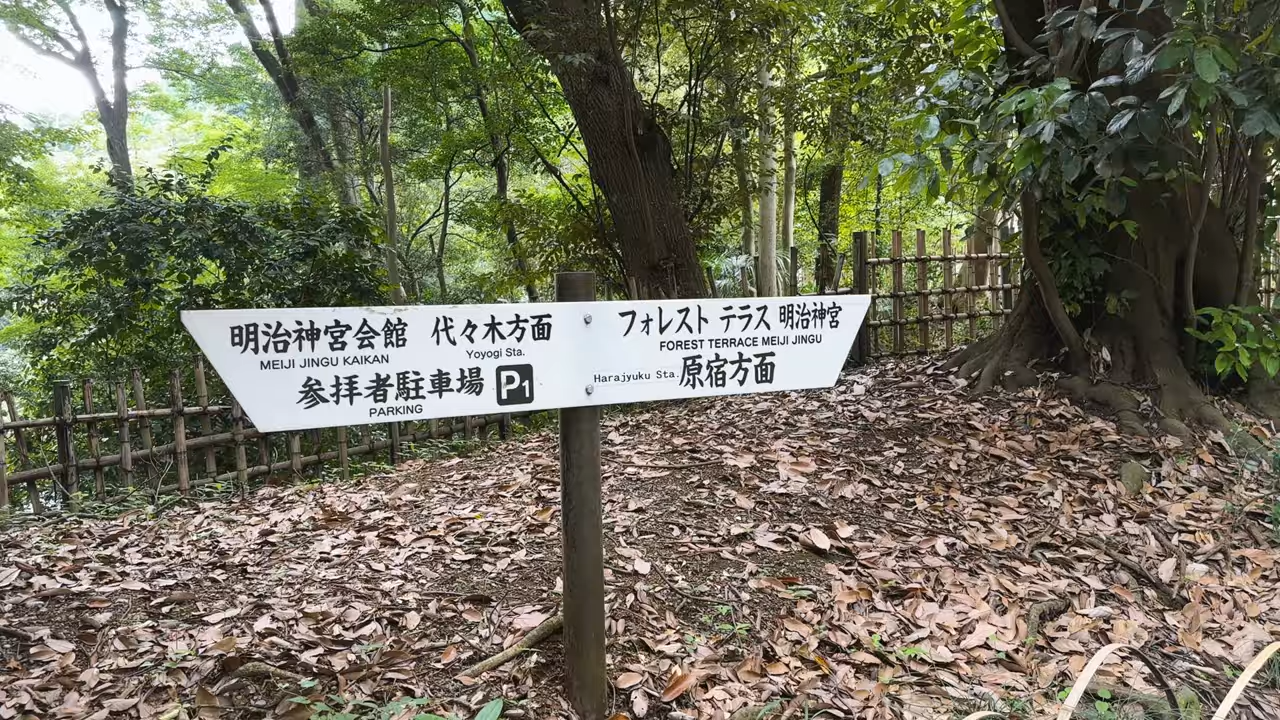 明治神宮会館 代々木方面
MEIJI JINGU KAIKAN Yoyogi Sta.
参拝者駐車場 P1
PARKING
フォレスト テラス 明治神宮
FOREST TERRACE MEIJI JINGU
Harajyuku Sta. 原宿方面